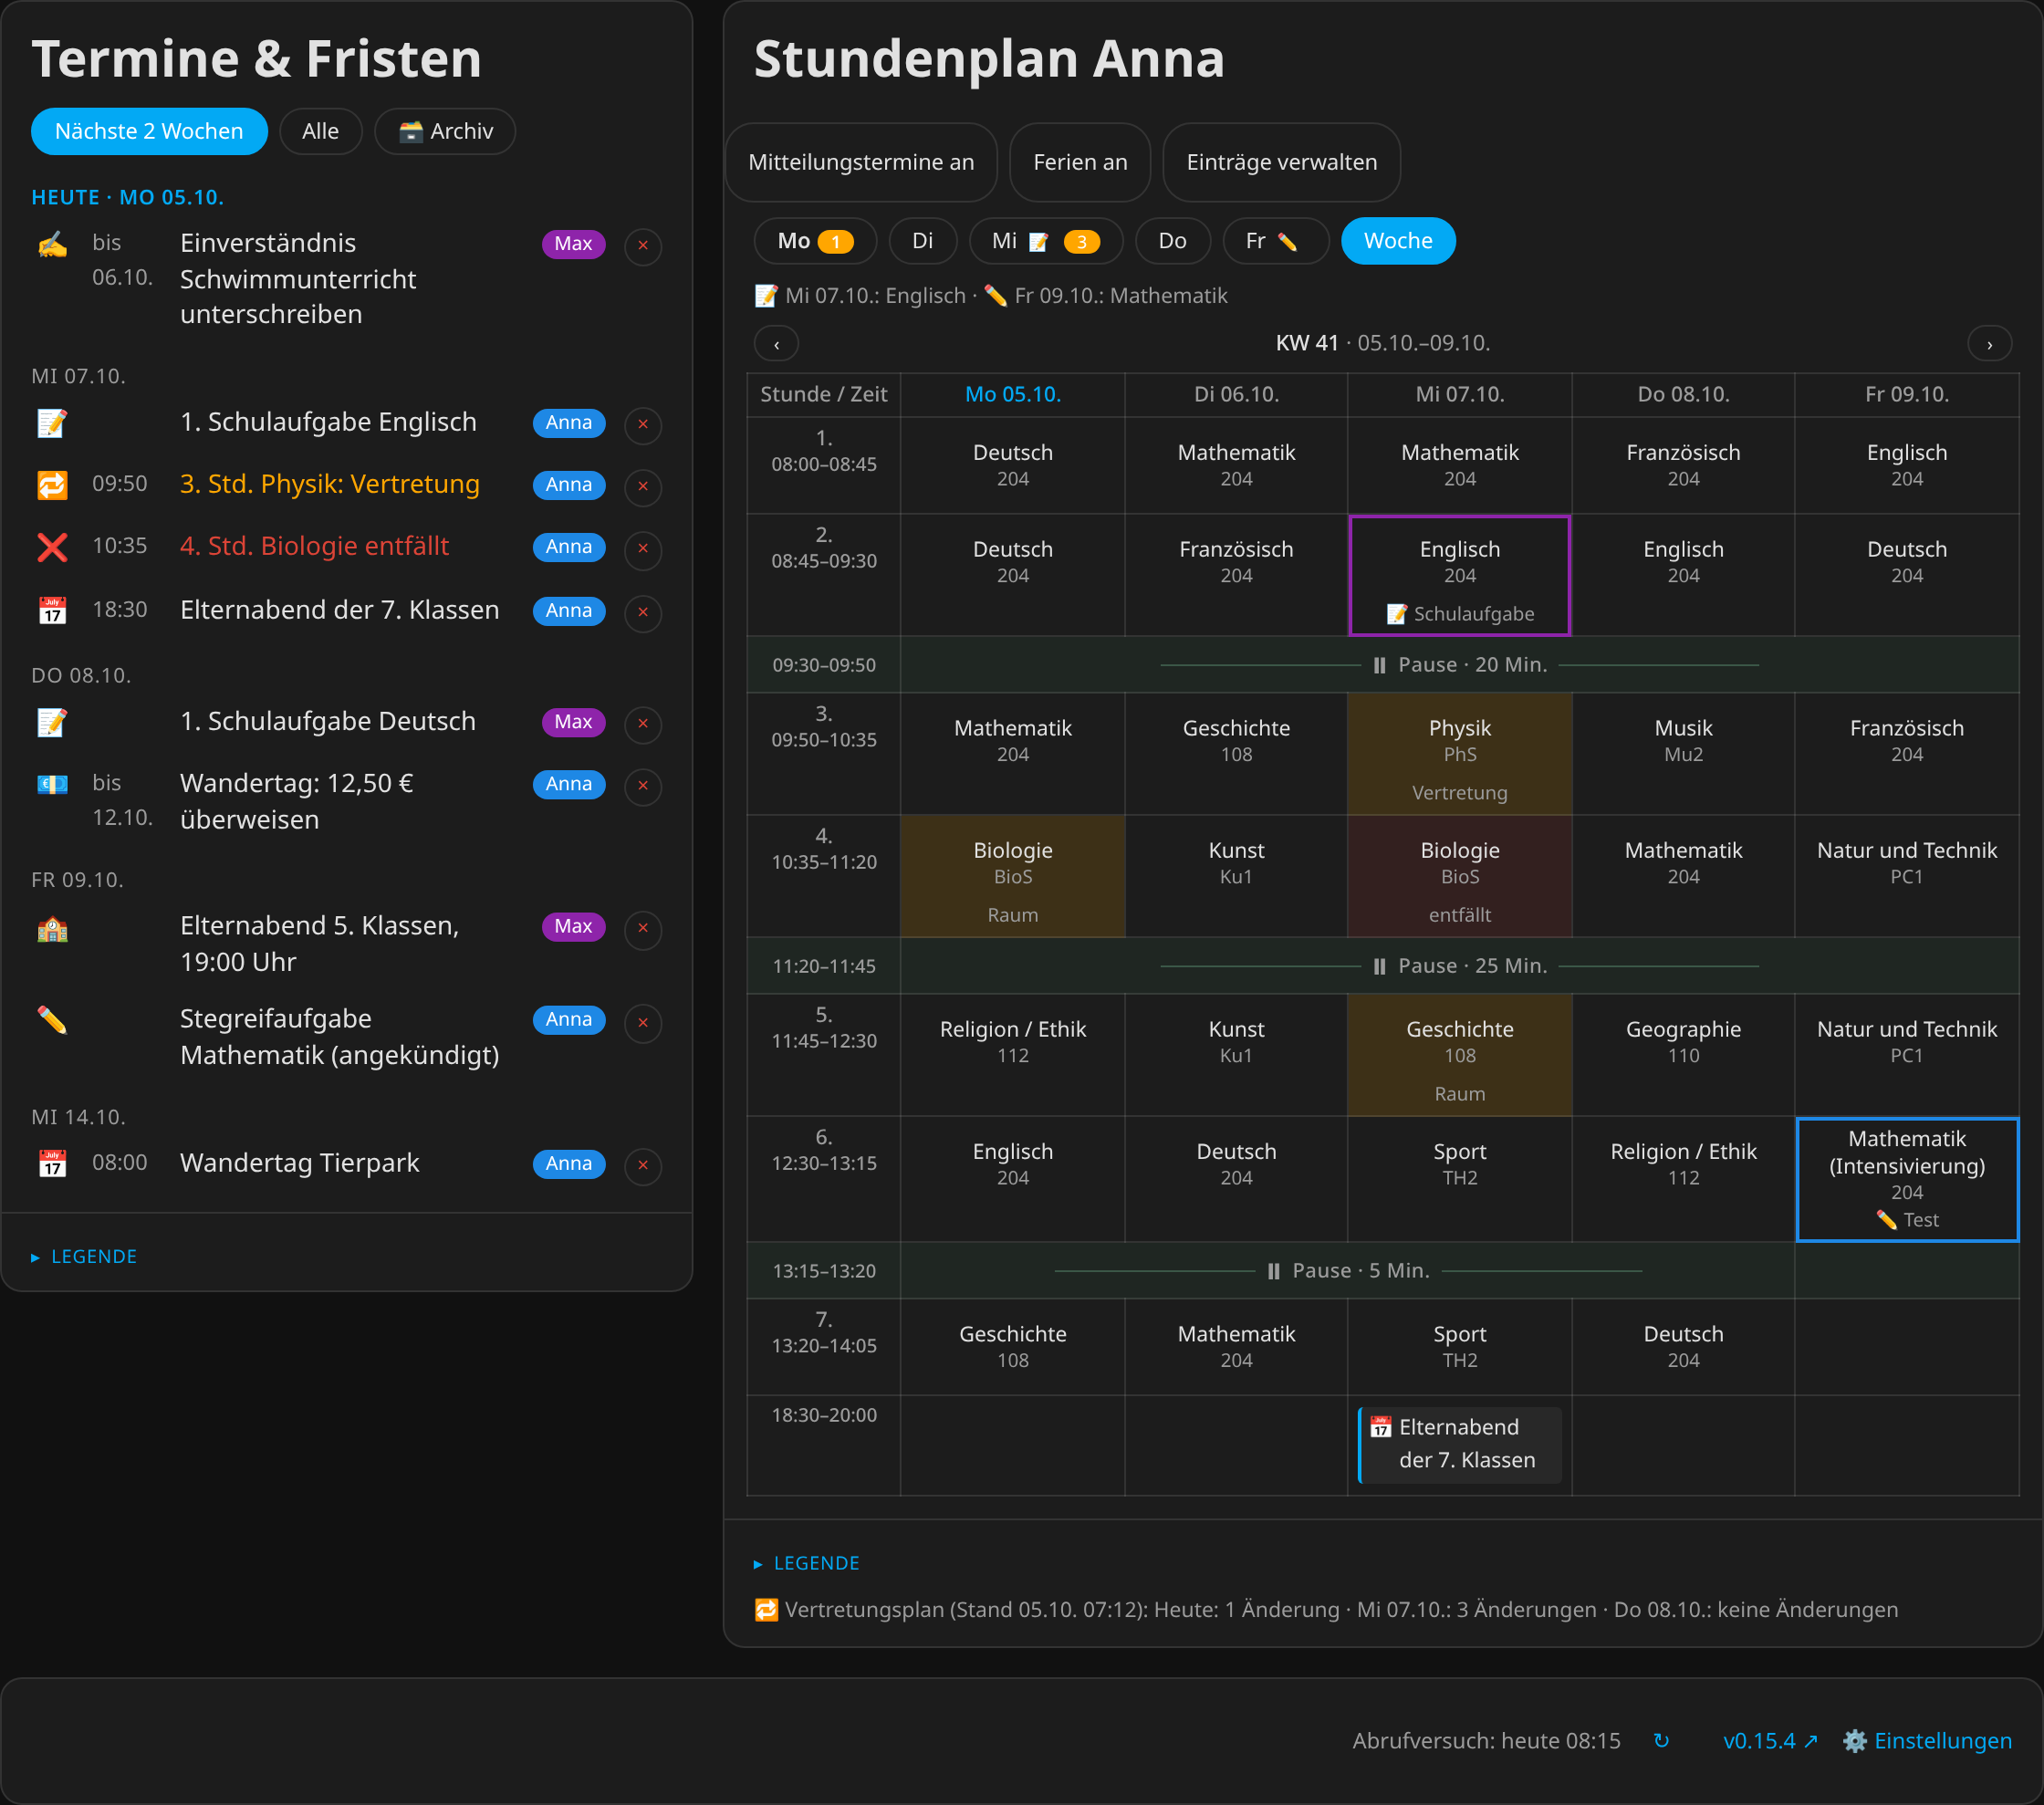 Termine & Fristen
Nächste 2 Wochen
Alle
🗃️ Archiv
HEUTE · MO 05.10.
✍️ bis 06.10.
Einverständnis
Schwimmunterricht
unterschreiben
Max ×
MI 07.10.
📝 1. Schulaufgabe Englisch Anna ×
🔁 09:50 3. Std. Physik: Vertretung Anna ×
❌ 10:35 4. Std. Biologie entfällt Anna ×
📅 18:30 Elternabend der 7. Klassen Anna ×
DO 08.10.
📝 1. Schulaufgabe Deutsch Max ×
💶 bis 12.10.
Wandertag: 12,50 €
überweisen
Anna ×
FR 09.10.
🏫 Elternabend 5. Klassen,
19:00 Uhr
Max ×
✏️ Stegreifaufgabe
Mathematik (angekündigt)
Anna ×
MI 14.10.
📅 08:00 Wandertag Tierpark Anna ×
▸ LEGENDE
Stundenplan Anna
Mitteilungstermine an
Ferien an
Einträge verwalten
Mo 1
Di
Mi 📝 3
Do
Fr ✏️
Woche
📝 Mi 07.10.: Englisch · ✏️ Fr 09.10.: Mathematik
‹ KW 41 · 05.10.–09.10. ›
Stunde / Zeit Mo 05.10. Di 06.10. Mi 07.10. Do 08.10. Fr 09.10.
1.
08:00–08:45
Deutsch Mathematik Mathematik Französisch Englisch
204 204 204 204 204
2.
08:45–09:30
Deutsch Französisch Englisch Englisch Deutsch
204 204 204 204 204
📝 Schulaufgabe
09:30–09:50 ⏸ Pause · 20 Min.
3.
09:50–10:35
Mathematik Geschichte Physik Musik Französisch
204 108 PhS Mu2 204
Vertretung
4.
10:35–11:20
Biologie Kunst Biologie Mathematik Natur und Technik
BioS Ku1 BioS 204 PC1
Raum entfällt
11:20–11:45 ⏸ Pause · 25 Min.
5.
11:45–12:30
Religion / Ethik Kunst Geschichte Geographie Natur und Technik
112 Ku1 108 110 PC1
Raum
6.
12:30–13:15
Englisch Deutsch Sport Religion / Ethik
204 204 TH2 112
Mathematik
(Intensivierung)
204
✏️ Test
13:15–13:20 ⏸ Pause · 5 Min.
7.
13:20–14:05
Geschichte Mathematik Sport Deutsch
108 204 TH2 204
18:30–20:00
📅 Elternabend
der 7. Klassen
▸ LEGENDE
🔁 Vertretungsplan (Stand 05.10. 07:12): Heute: 1 Änderung · Mi 07.10.: 3 Änderungen · Do 08.10.: keine Änderungen
Abrufversuch: heute 08:15 ↻ v0.15.4 ↗ ⚙️ Einstellungen